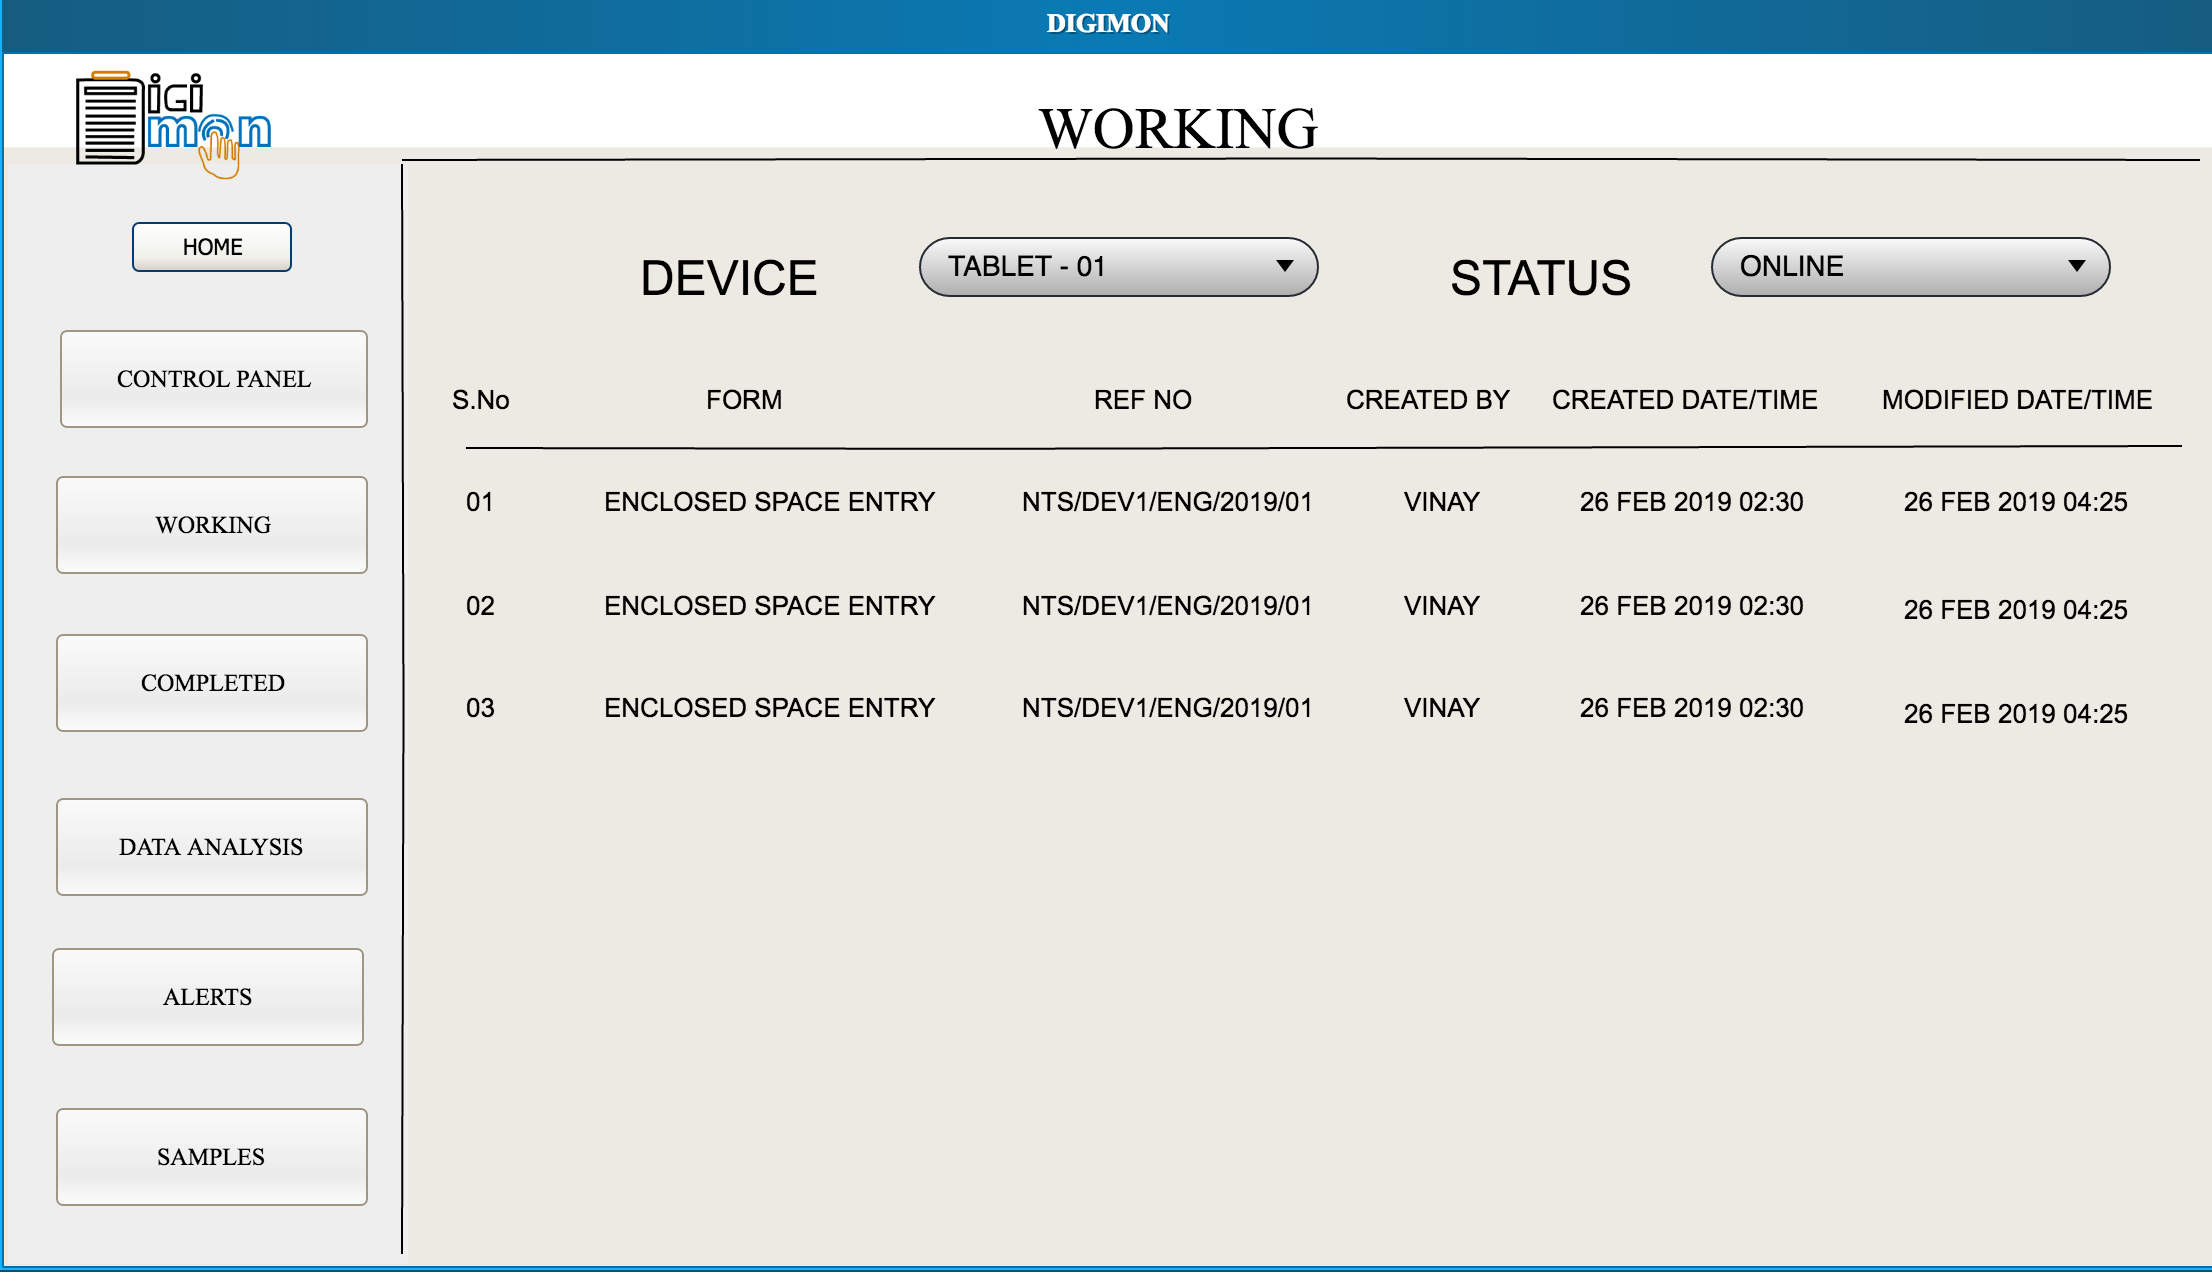 DIGIMON
iGi
mon
WORKING
HOME
CONTROL PANEL
WORKING
COMPLETED
DATA ANALYSIS
ALERTS
SAMPLES
DEVICE TABLET - 01 STATUS ONLINE
S.No FORM REF NO CREATED BY CREATED DATE/TIME MODIFIED DATE/TIME
01 ENCLOSED SPACE ENTRY NTS/DEV1/ENG/2019/01 VINAY 26 FEB 2019 02:30 26 FEB 2019 04:25
02 ENCLOSED SPACE ENTRY NTS/DEV1/ENG/2019/01 VINAY 26 FEB 2019 02:30 26 FEB 2019 04:25
03 ENCLOSED SPACE ENTRY NTS/DEV1/ENG/2019/01 VINAY 26 FEB 2019 02:30 26 FEB 2019 04:25